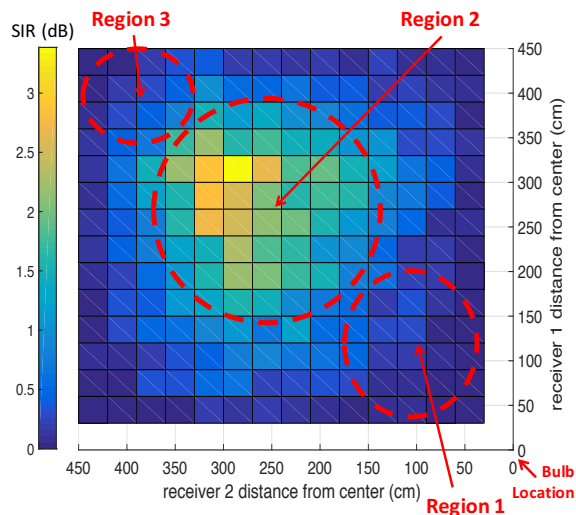 Region 3
Region 2
SIR (dB)
3
2.5
2
1.5
1
0.5
0
450
400
350
300
250
200
150
100
50
0
receiver 1 distance from center (cm)
450 400 350 300 250 200 150 100 50 0
receiver 2 distance from center (cm)
Bulb
Location
Region 1